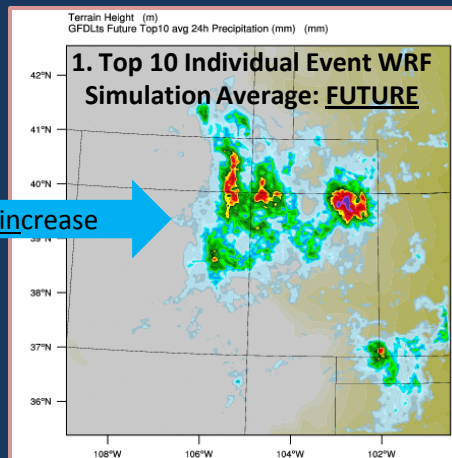 Terrain Height (m)
GFDLts Future Top10 avg 24h Precipitation (mm) (mm)
1. Top 10 Individual Event WRF
Simulation Average: FUTURE
42°N
41°N
40°N
increase
39°N
38°N
37°N
36°N
108°W 106°W 104°W 102°W